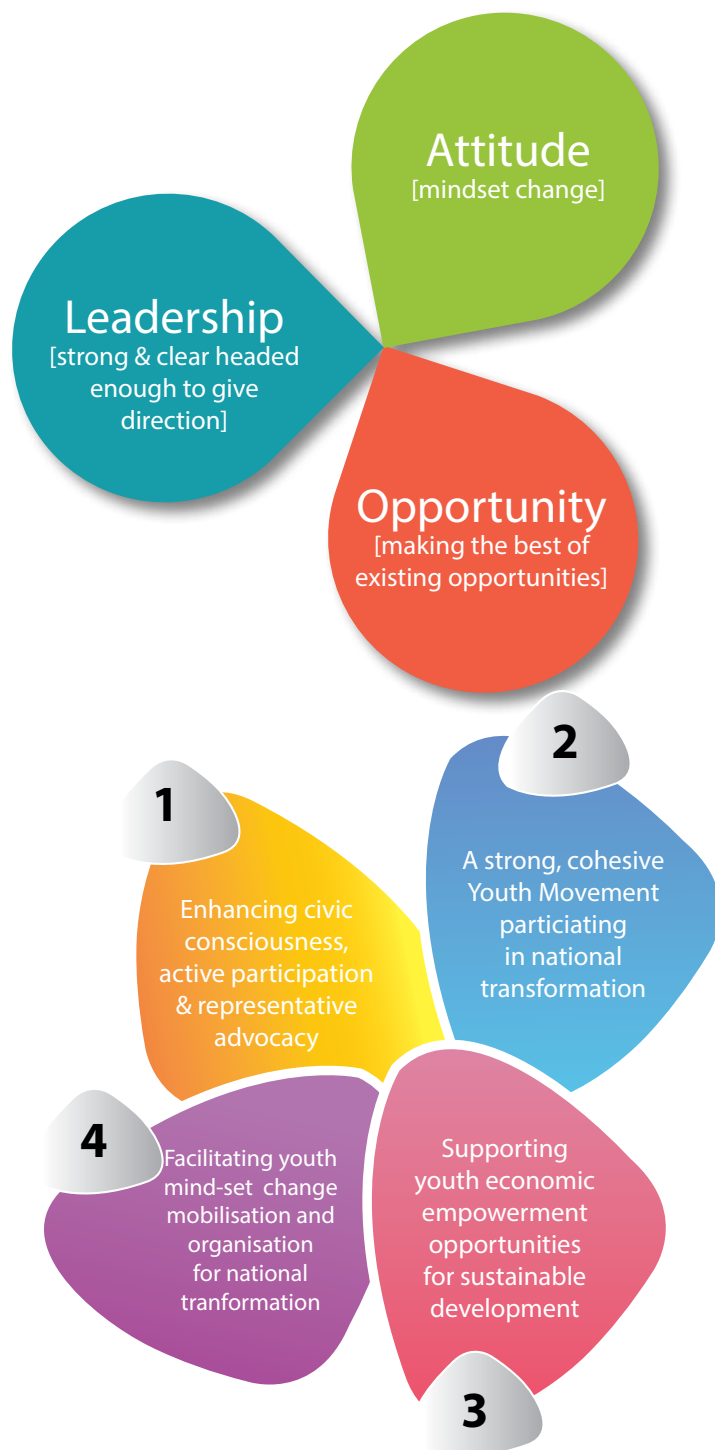 Attitude
[mindset change]
Leadership
[strong & clear headed
enough to give
direction]
Opportunity
[making the best of
existing opportunities]
1
Enhancing civic
consciousness,
active participation
& representative
advocacy
2
A strong, cohesive
Youth Movement
particiating
in national
transformation
3
Supporting
youth economic
empowerment
opportunities
for sustainable
development
4
Facilitating youth
mind-set change
mobilisation and
organisation
for national
tranformation